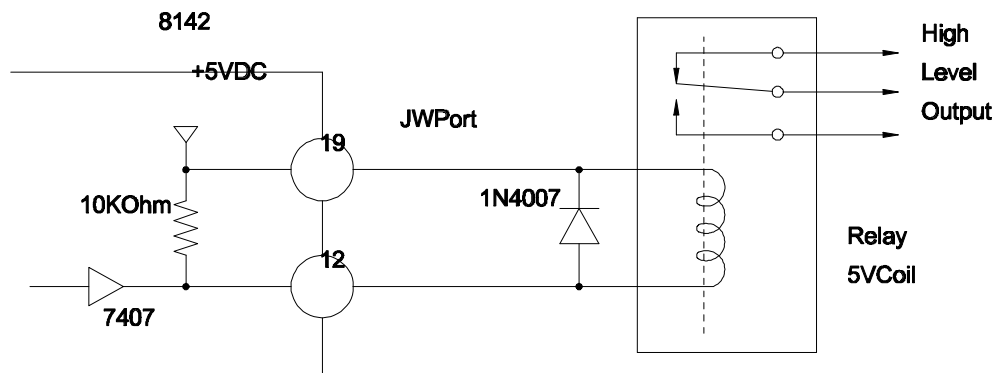 8142
+5VDC
JWPort
High
Level
Output
19
10KOhm
1N4007
12
7407
Relay
5VCoil